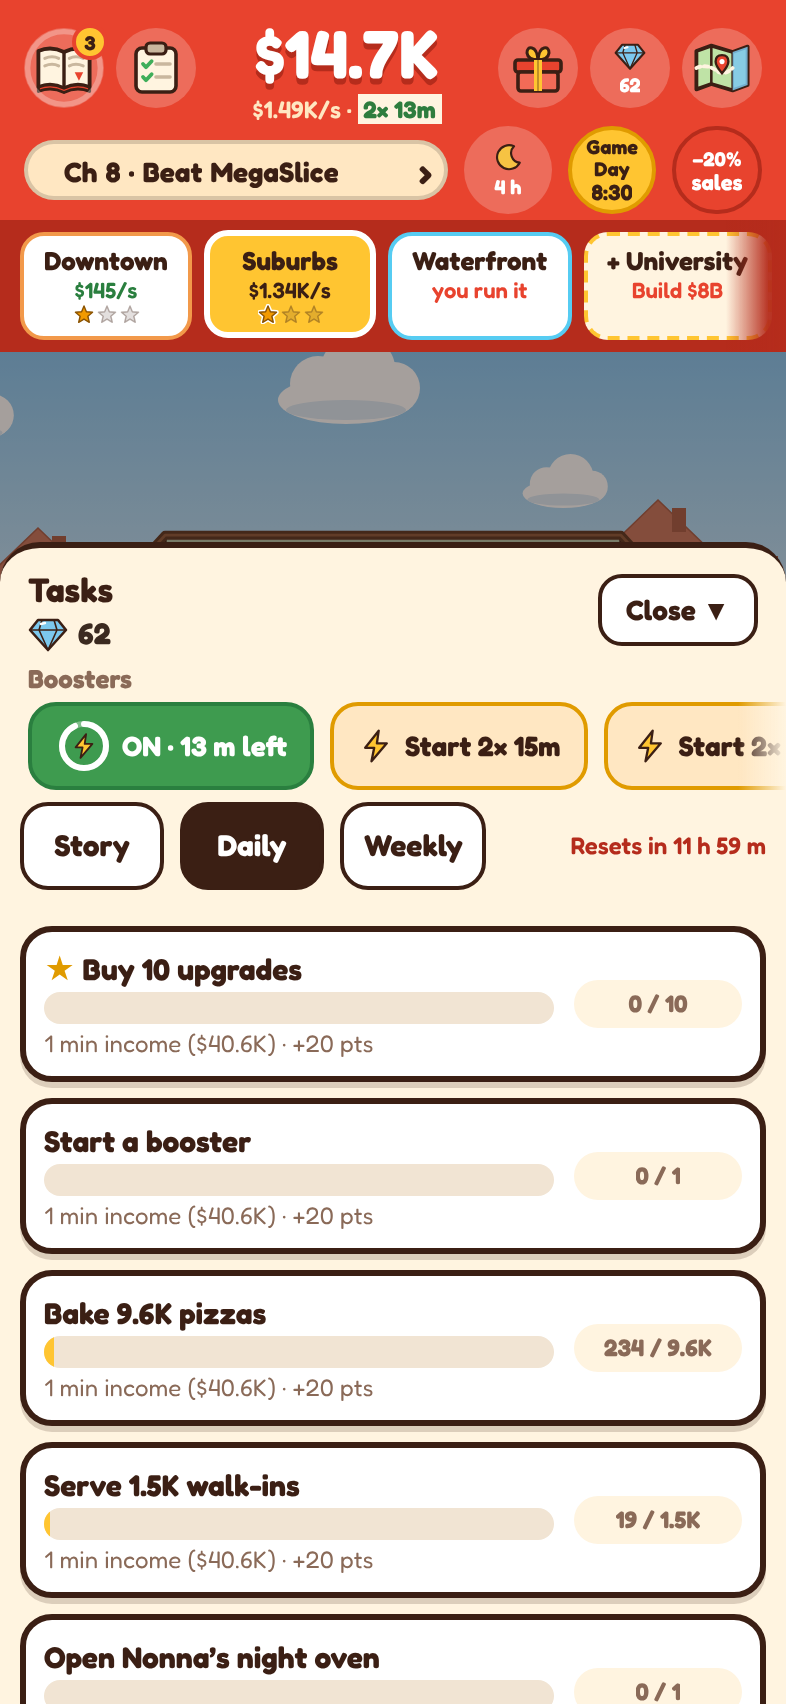 3
$14.7K
$1.49K/s · 2x 13m
62
Ch 8 · Beat MegaSlice
4 h
Game
Day
8:30
−20%
sales
Downtown
$145/s
Suburbs
$1.34K/s
Waterfront
you run it
+ University
Build $8B
Tasks
62
Close ▼
Boosters
ON · 13 m left
Start 2x 15m
Start 2x
Story
Daily
Weekly
Resets in 11 h 59 m
★ Buy 10 upgrades
0 / 10
1 min income ($40.6K) · +20 pts
Start a booster
0 / 1
1 min income ($40.6K) · +20 pts
Bake 9.6K pizzas
234 / 9.6K
1 min income ($40.6K) · +20 pts
Serve 1.5K walk-ins
19 / 1.5K
1 min income ($40.6K) · +20 pts
Open Nonna's night oven
0 / 1